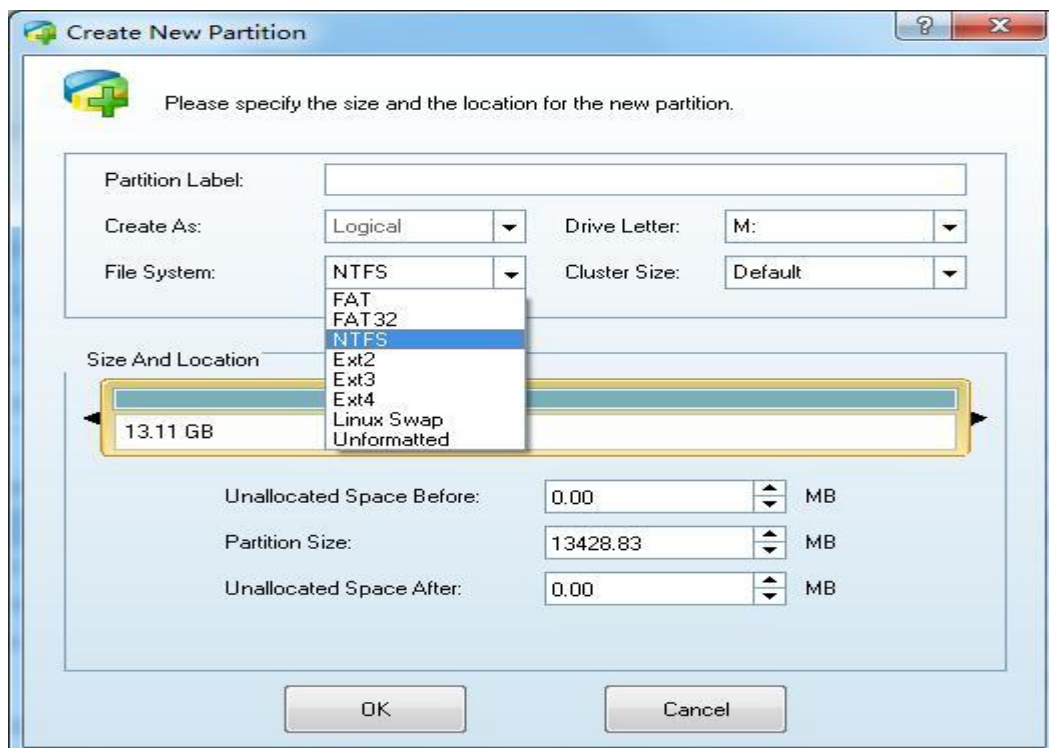 Create New Partition
Please specify the size and the location for the new partition.
Partition Label:
Create As: Logical Drive Letter: M:
File System: NTFS Cluster Size: Default
FAT
FAT32
NTFS
Ext2
Ext3
Ext4
Linux Swap
Unformatted
Size And Location
13.11 GB
Unallocated Space Before: 0.00 MB
Partition Size: 13428.83 MB
Unallocated Space After: 0.00 MB
OK Cancel